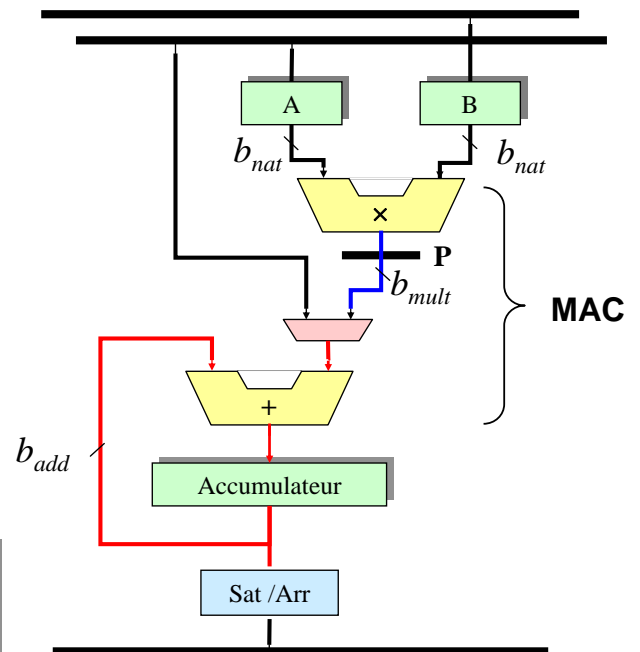 A
B
b_nat
b_nat
×
P
b_mult
MAC
+
b_add
Accumulateur
Sat /Arr